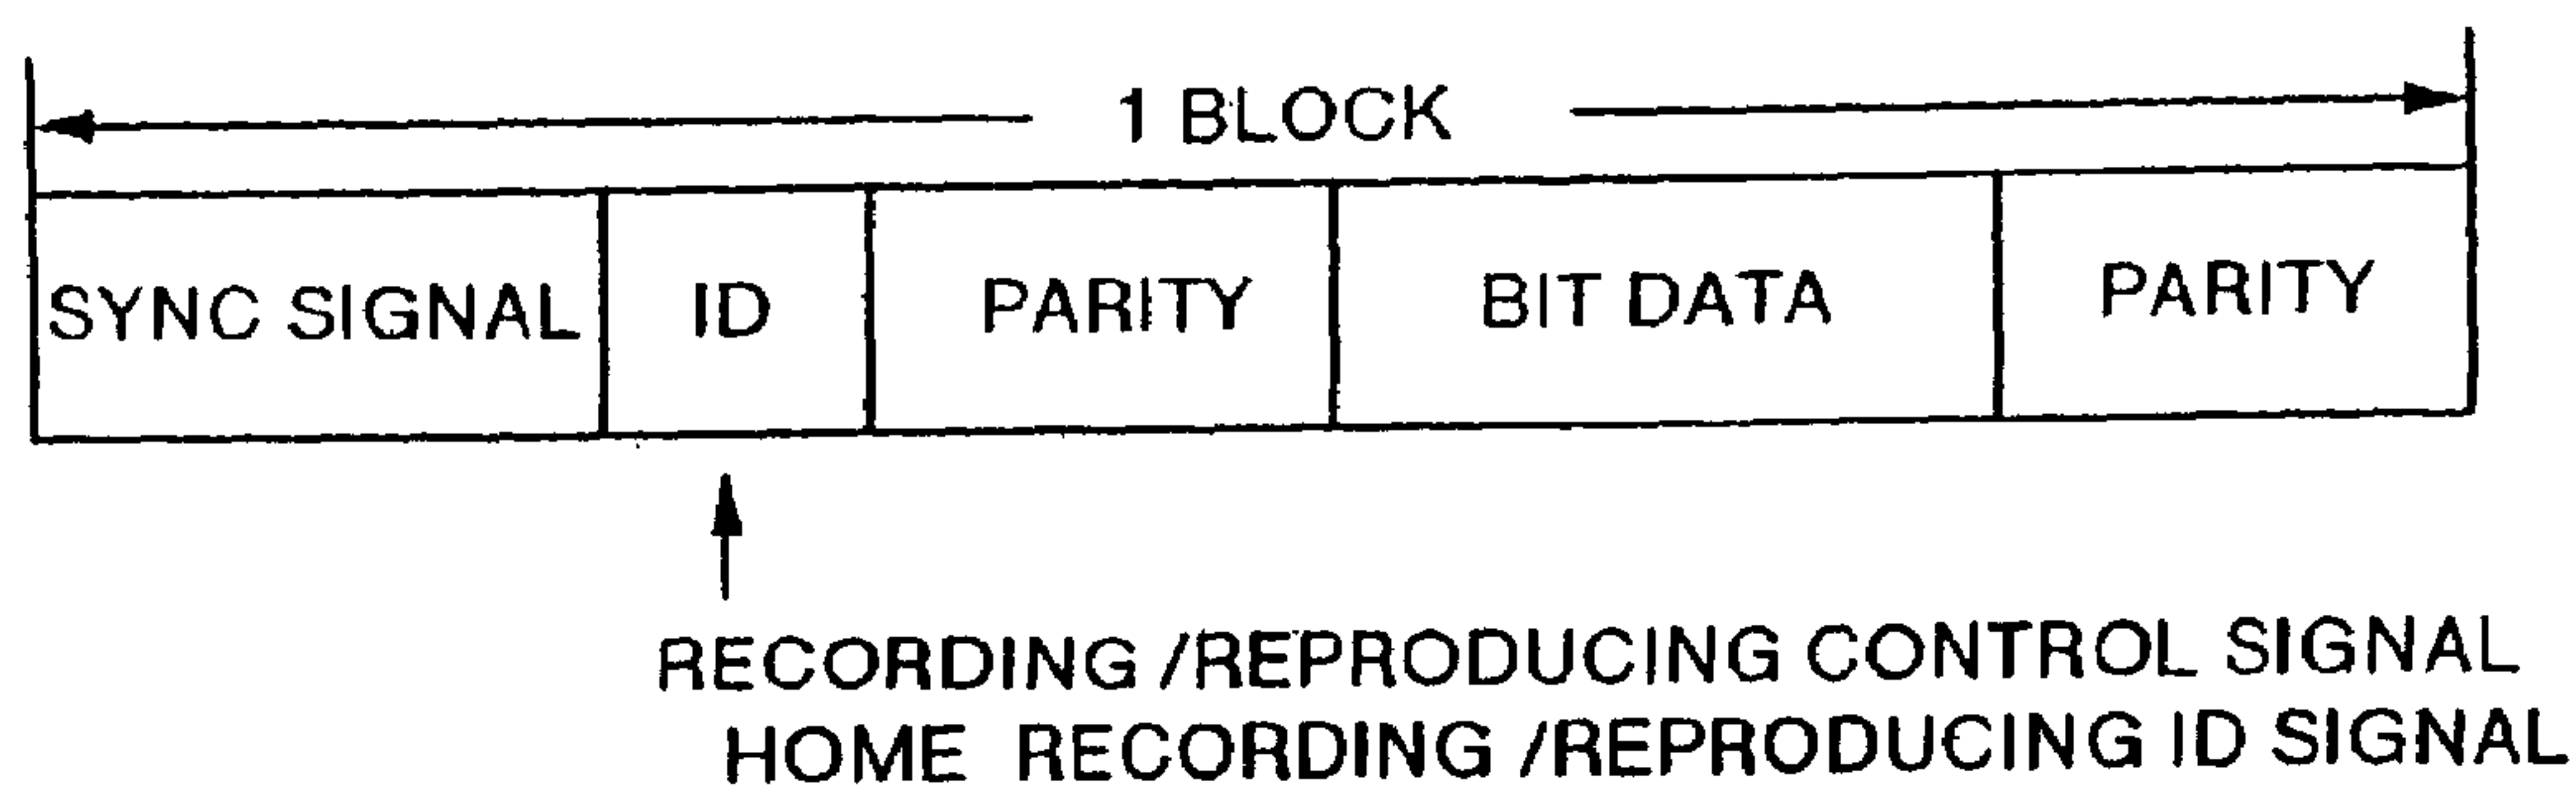 1 BLOCK
SYNC SIGNAL ID PARITY BIT DATA PARITY
RECORDING /REPRODUCING CONTROL SIGNAL
HOME RECORDING /REPRODUCING ID SIGNAL